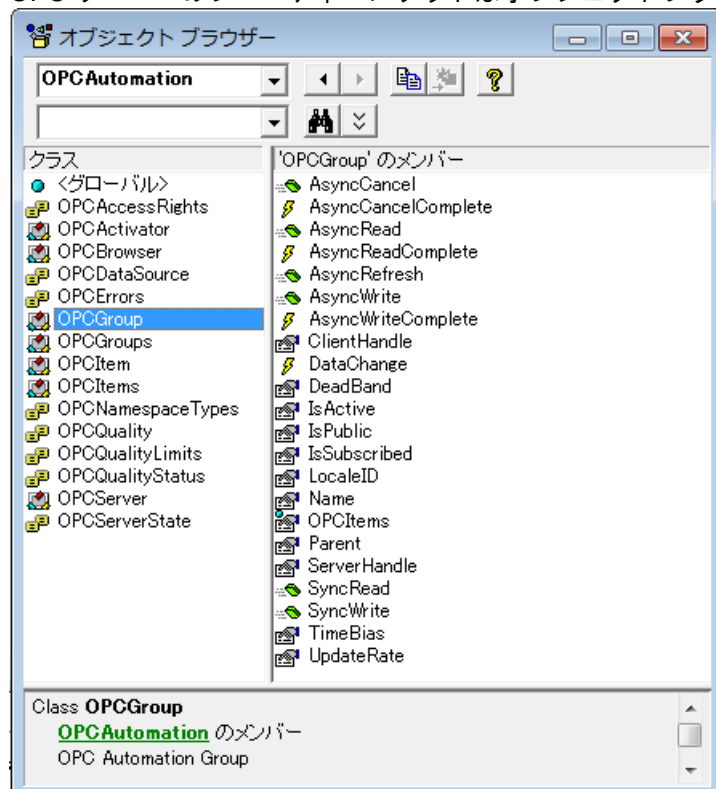 オブジェクト ブラウザー
OPCAutomation
クラス
<グローバル>
OPCAccessRights
OPCActivator
OPCBrowser
OPCDataSource
OPCErrors
OPCGroup
OPCGroups
OPCItem
OPCItems
OPCNamespaceTypes
OPCQuality
OPCQualityLimits
OPCQualityStatus
OPCServer
OPCServerState
'OPCGroup' のメンバー
AsyncCancel
AsyncCancelComplete
AsyncRead
AsyncReadComplete
AsyncRefresh
AsyncWrite
AsyncWriteComplete
ClientHandle
DataChange
DeadBand
IsActive
IsPublic
IsSubscribed
LocaleID
Name
OPCItems
Parent
ServerHandle
SyncRead
SyncWrite
TimeBias
UpdateRate
Class OPCGroup
OPCAutomation のメンバー
OPC Automation Group